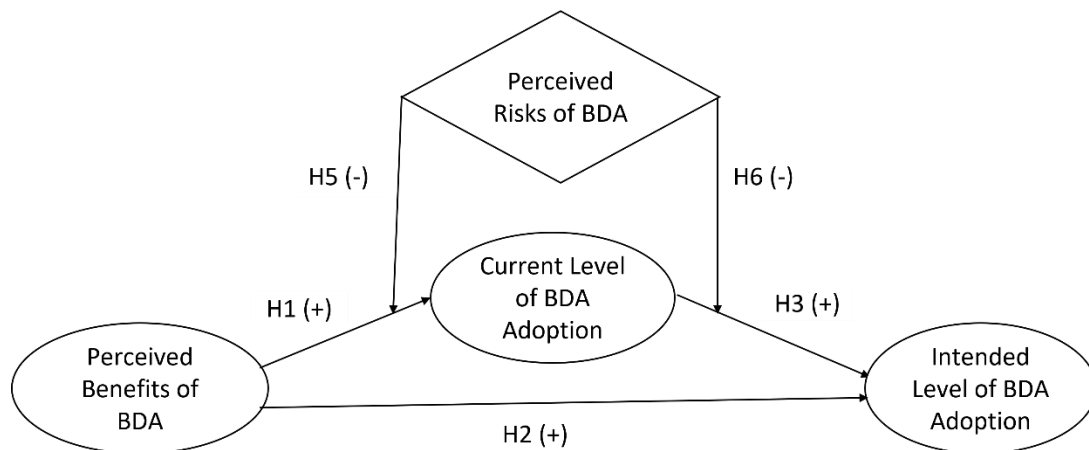 Perceived
Risks of BDA
H5 (-)
H6 (-)
Current Level
of BDA
Adoption
H1 (+)
H3 (+)
Perceived
Benefits of
BDA
Intended
Level of BDA
Adoption
H2 (+)